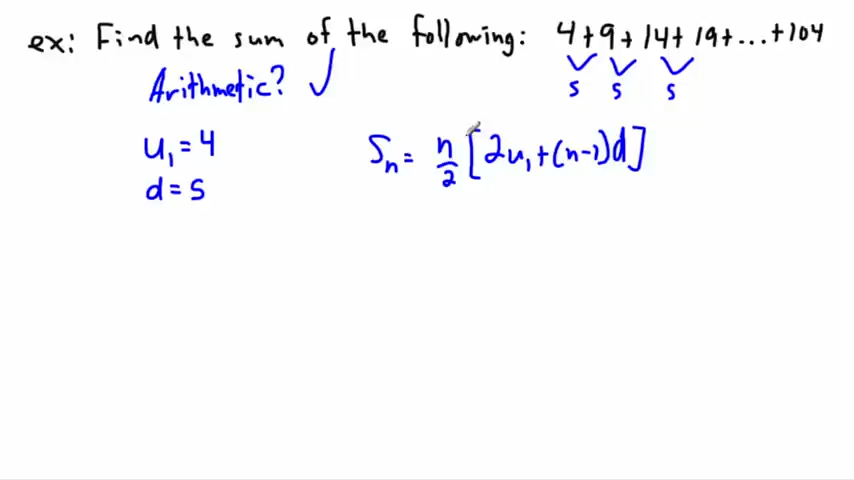 ex: Find the sum of the following: 4+9+14+19+...+104
5 5 5
Arithmetic? ✓
u₁=4
Sₙ= n/2 [2u₁+(n-1)d]
d=5